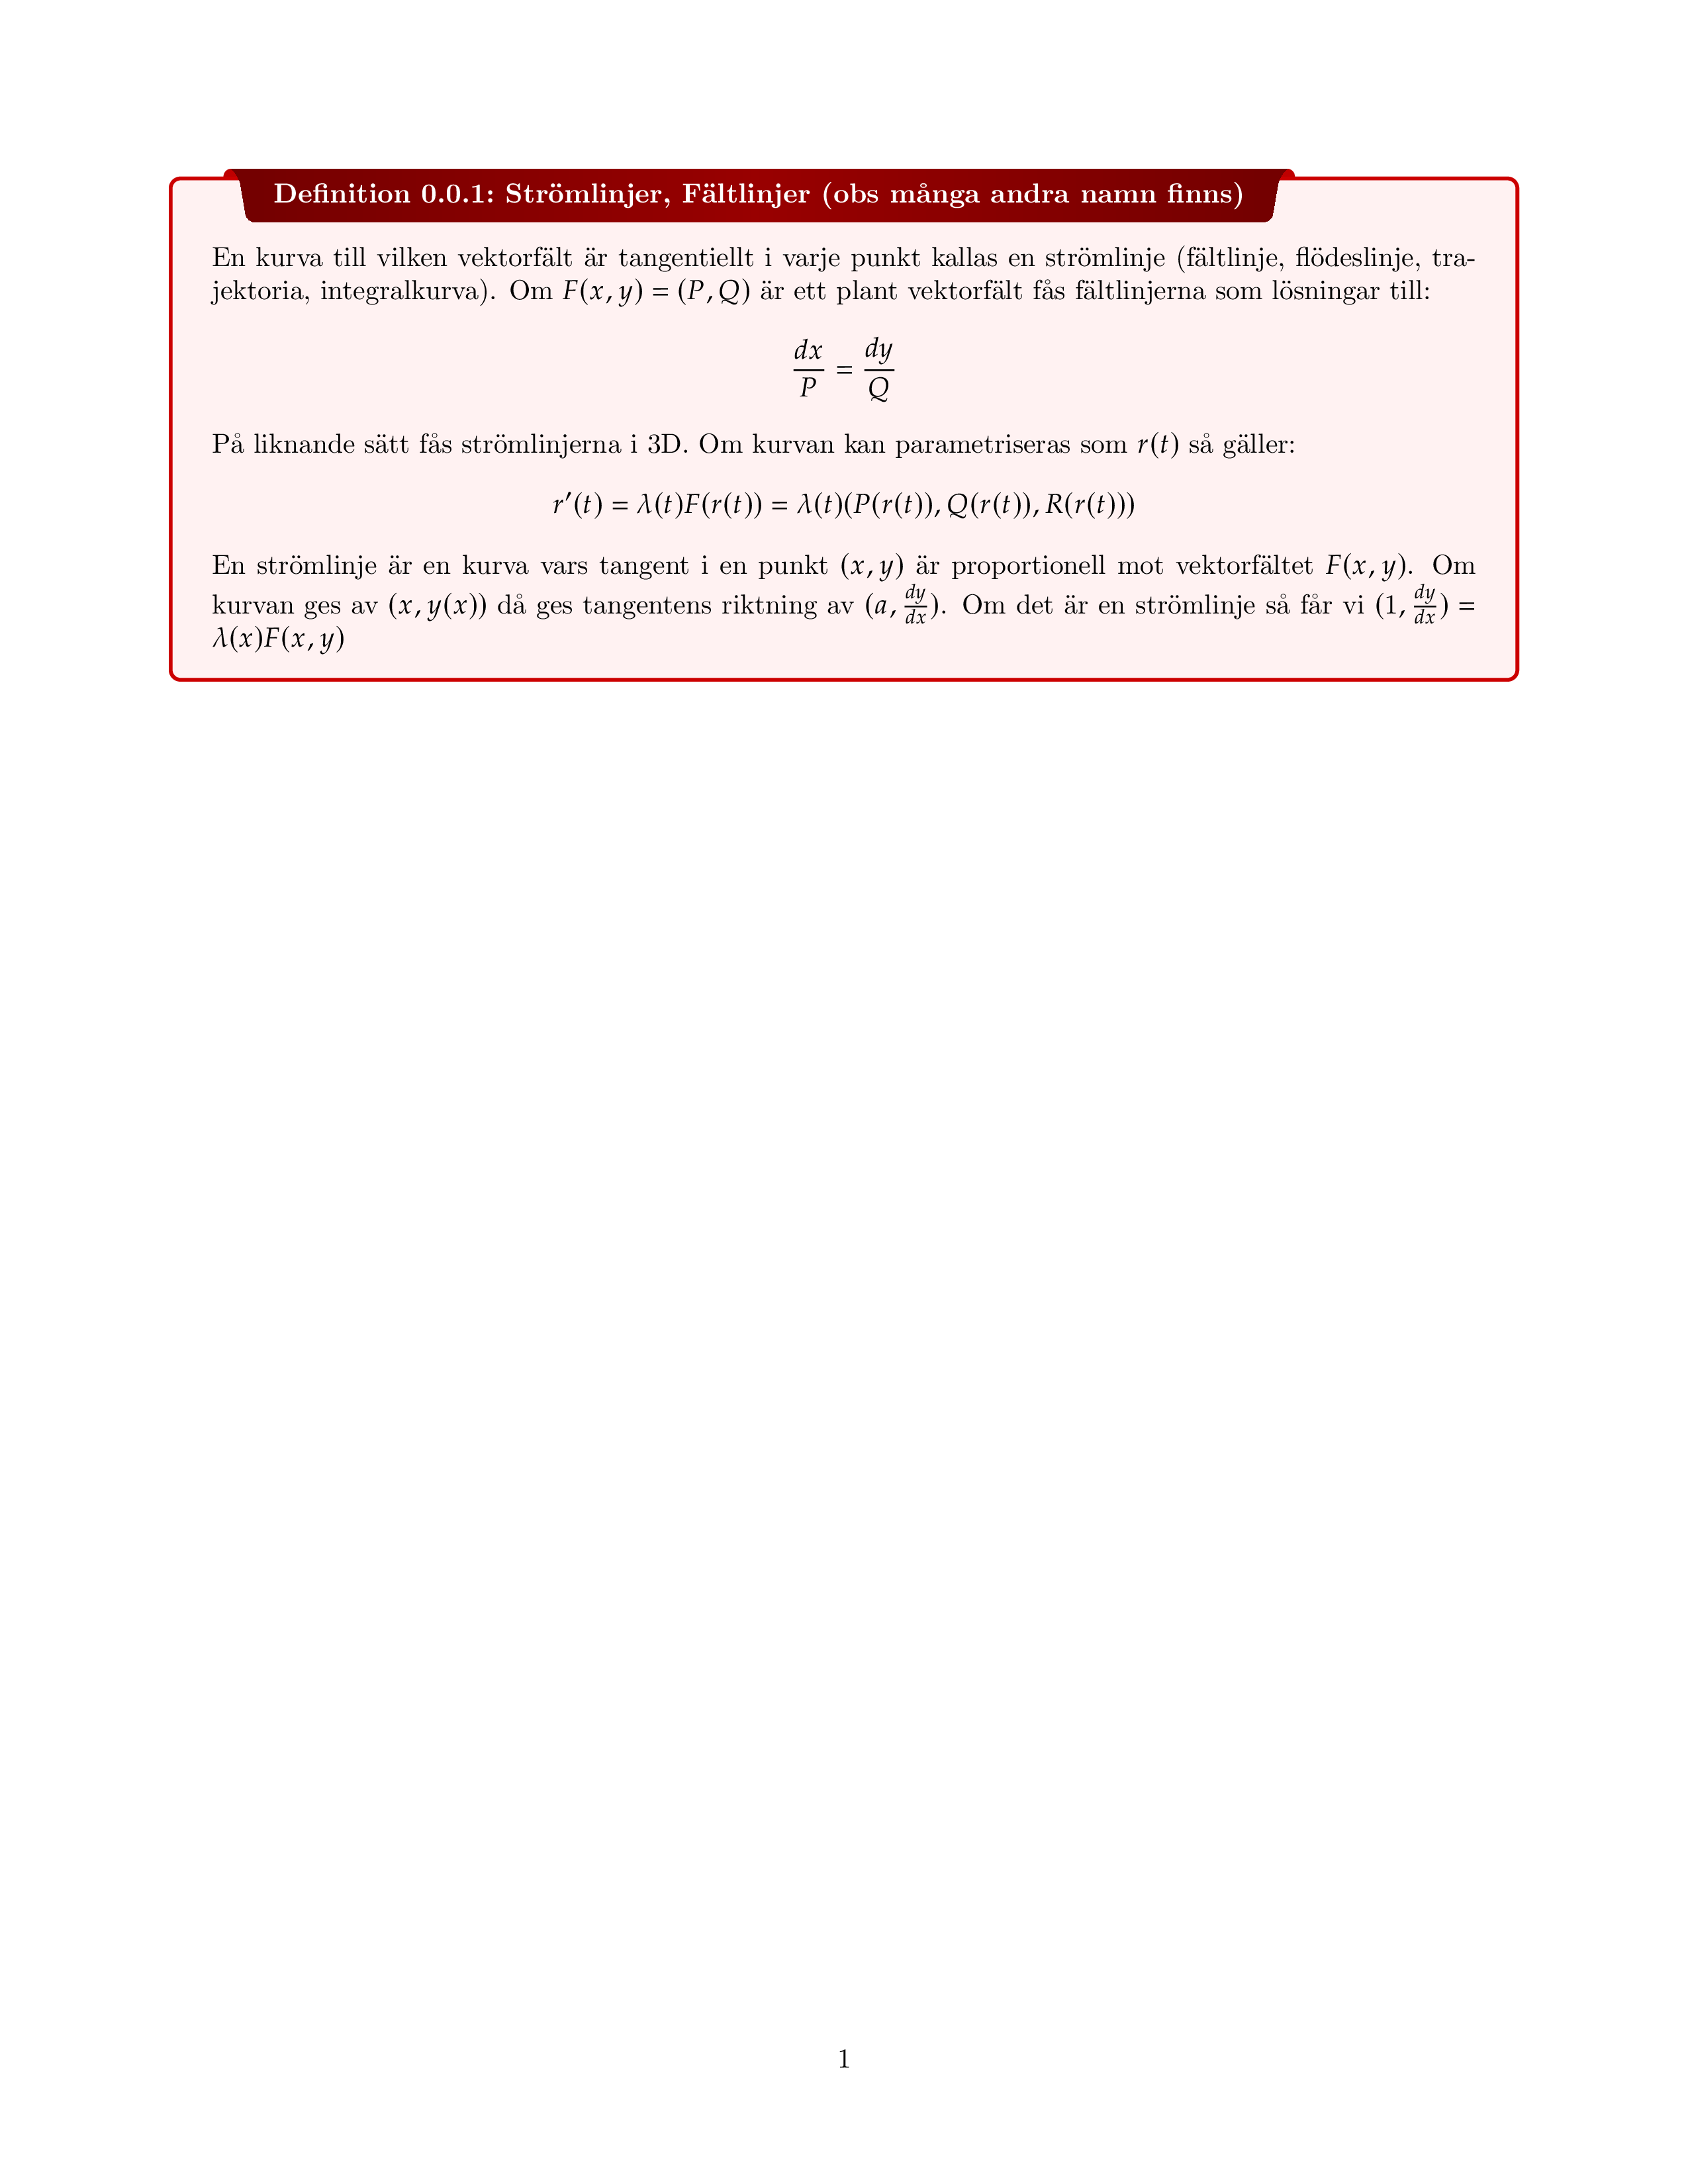 Definition 0.0.1: Strömlinjer, Fältlinjer (obs många andra namn finns)
En kurva till vilken vektorfält är tangentiellt i varje punkt kallas en strömlinje (fältlinje, flödeslinje, tra-
jektoria, integralkurva). Om $F(x, y) = (P, Q)$ är ett plant vektorfält fås fältlinjerna som lösningar till:
$\frac{dx}{P} = \frac{dy}{Q}$
På liknande sätt fås strömlinjerna i 3D. Om kurvan kan parametriseras som $r(t)$ så gäller:
$r'(t) = \lambda(t)F(r(t)) = \lambda(t)(P(r(t)), Q(r(t)), R(r(t)))$
En strömlinje är en kurva vars tangent i en punkt $(x, y)$ är proportionell mot vektorfältet $F(x, y)$. Om
kurvan ges av $(x, y(x))$ då ges tangentens riktning av $(a, \frac{dy}{dx})$. Om det är en strömlinje så får vi $(1, \frac{dy}{dx}) =$
$\lambda(x)F(x, y)$
1